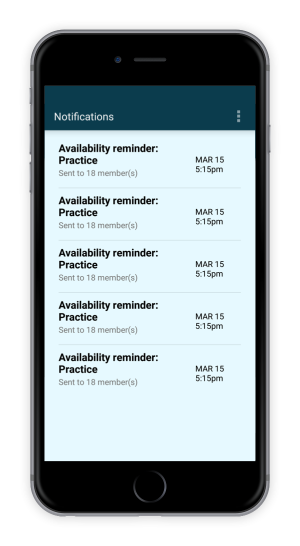 Notifications
Availability reminder:
Practice
MAR 15
Sent to 18 member(s)
5:15pm
Availability reminder:
Practice
MAR 15
Sent to 18 member(s)
5:15pm
Availability reminder:
Practice
MAR 15
Sent to 18 member(s)
5:15pm
Availability reminder:
Practice
MAR 15
Sent to 18 member(s)
5:15pm
Availability reminder:
Practice
MAR 15
Sent to 18 member(s)
5:15pm